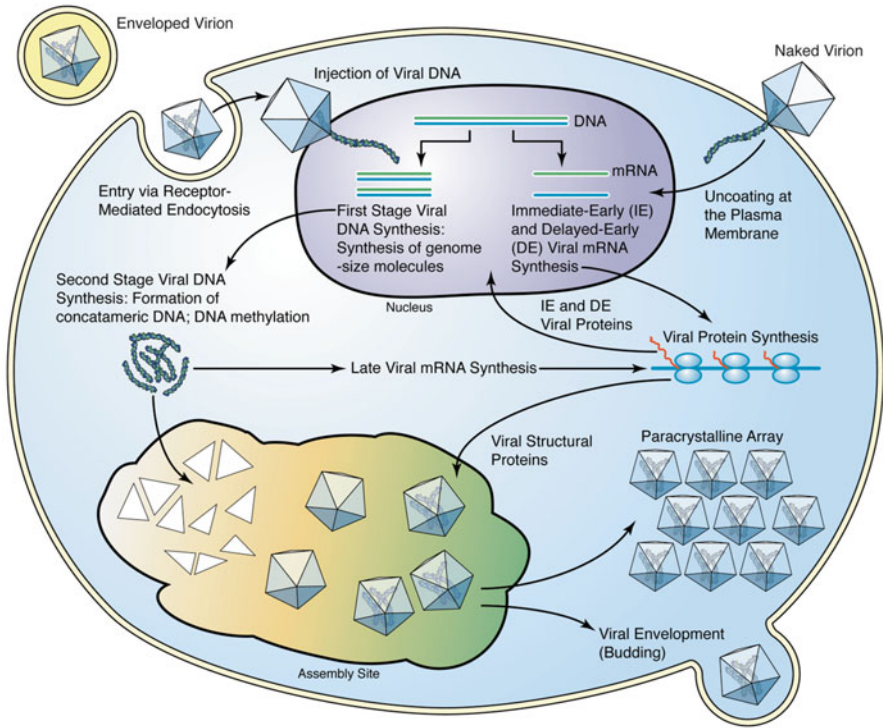 Enveloped Virion
Naked Virion
Injection of Viral DNA
DNA
mRNA
Entry via Receptor-
Mediated Endocytosis
First Stage Viral
DNA Synthesis:
Synthesis of genome
-size molecules
Immediate-Early (IE)
and Delayed-Early
(DE) Viral mRNA
Synthesis
Uncoating at
the Plasma
Membrane
Nucleus
Second Stage Viral DNA
Synthesis: Formation of
concatameric DNA; DNA methylation
IE and DE
Viral Proteins
Viral Protein Synthesis
Late Viral mRNA Synthesis
Viral Structural
Proteins
Paracrystalline Array
Viral Envelopment
(Budding)
Assembly Site